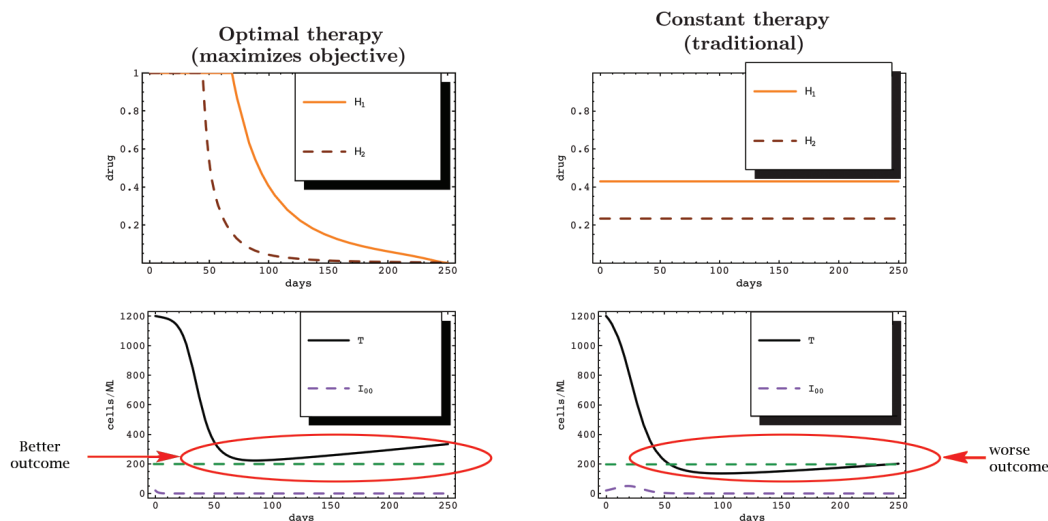 Optimal therapy
(maximizes objective)
Constant therapy
(traditional)
1
0.8
0.6
0.4
0.2
drug
0 50 100 150 200 250
days
H₁
H₂
1
0.8
0.6
0.4
0.2
drug
0 50 100 150 200 250
days
H₁
H₂
1200
1000
800
600
400
200
0
cells/Ml
0 50 100 150 200 250
days
T
I₀₀
Better
outcome
1200
1000
800
600
400
200
0
cells/Ml
0 50 100 150 200 250
days
T
I₀₀
worse
outcome